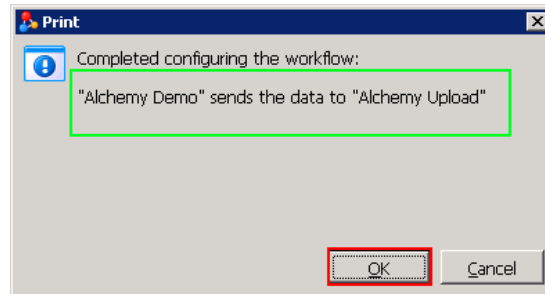 Print
Completed configuring the workflow:
"Alchemy Demo" sends the data to "Alchemy Upload"
OK
Cancel